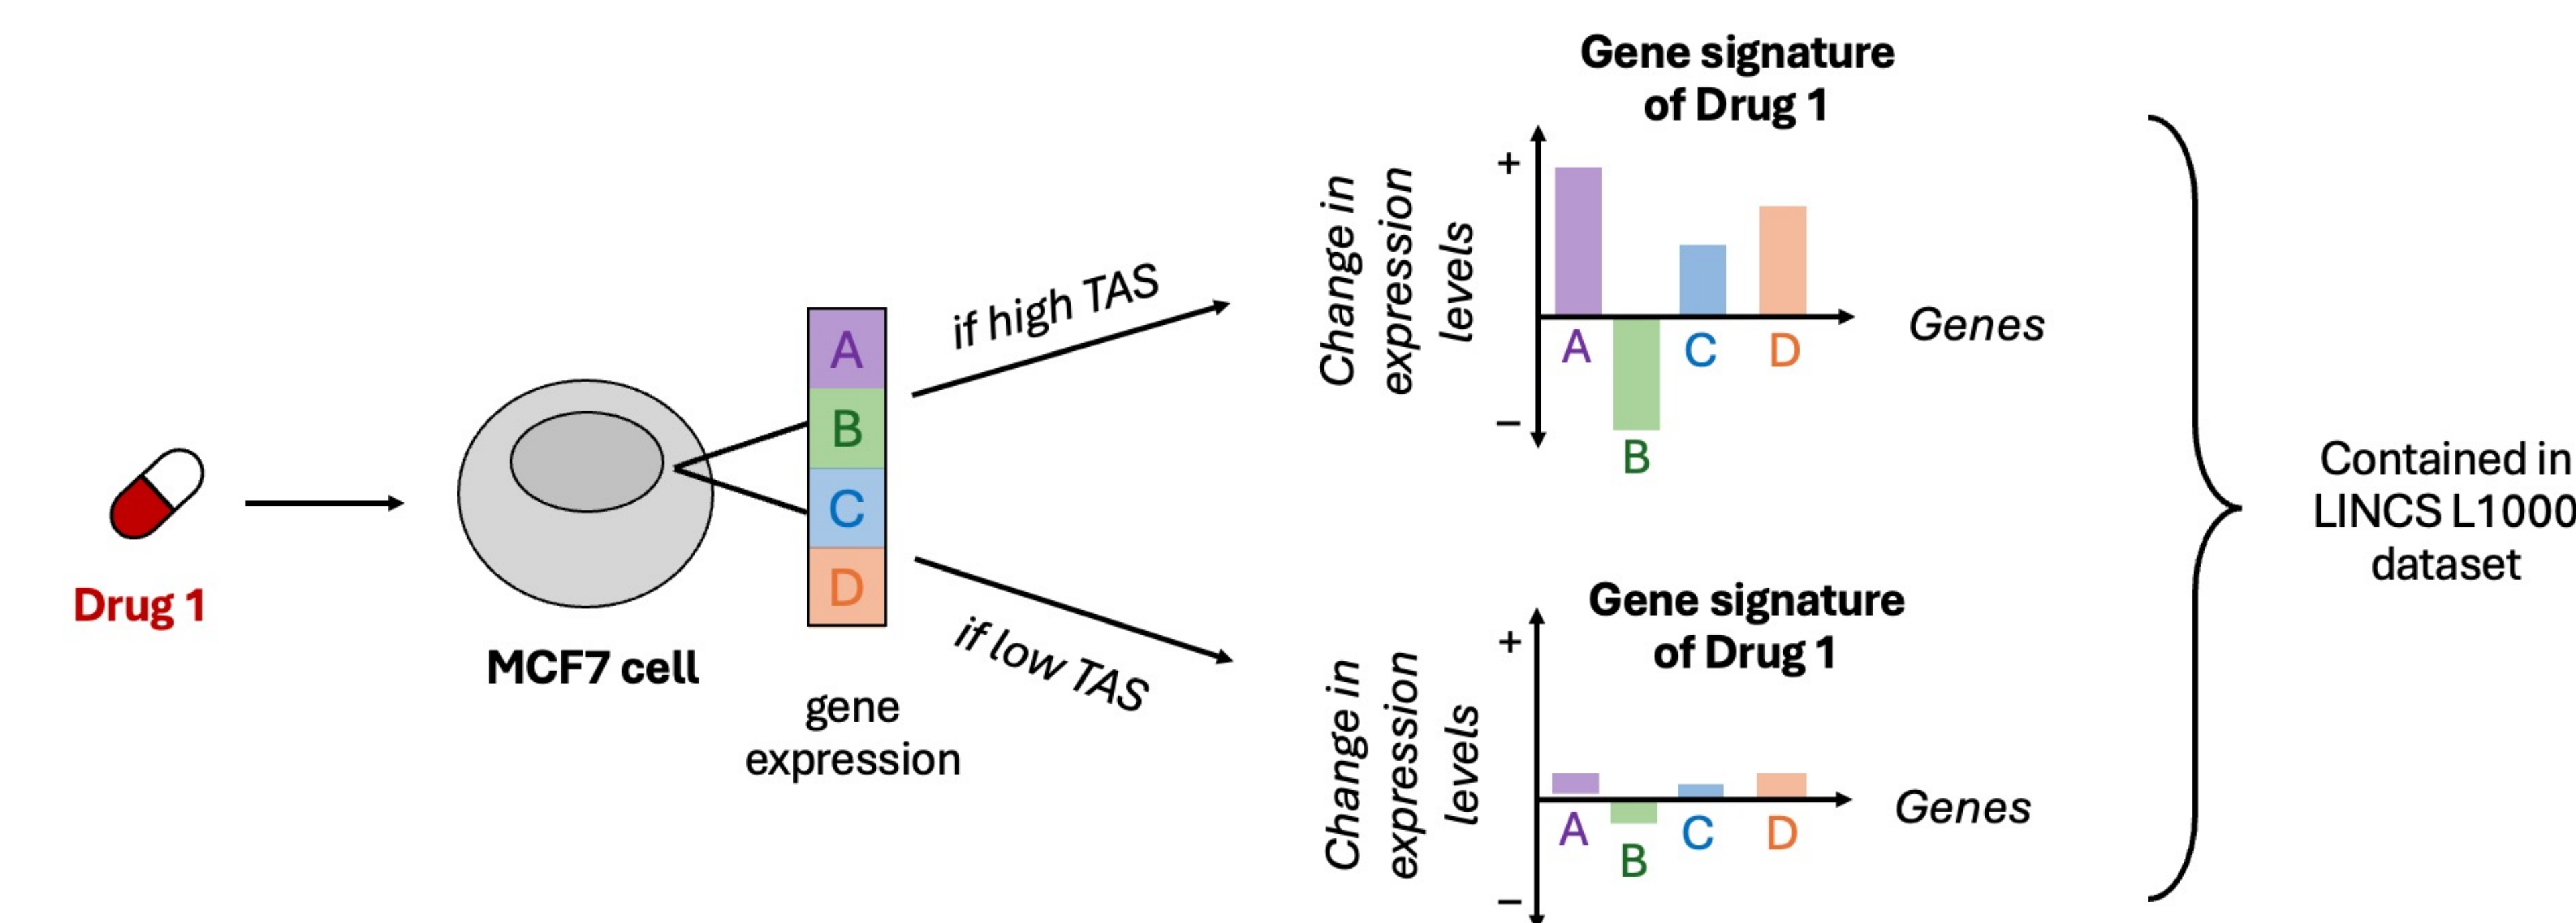 Drug 1
MCF7 cell
A
B
C
D
gene
expression
if high TAS
if low TAS
Gene signature
of Drug 1
Change in
expression
levels
+
−
A
B
C
D
Genes
Gene signature
of Drug 1
Change in
expression
levels
+
−
A
B
C
D
Genes
Contained in
LINCS L1000
dataset